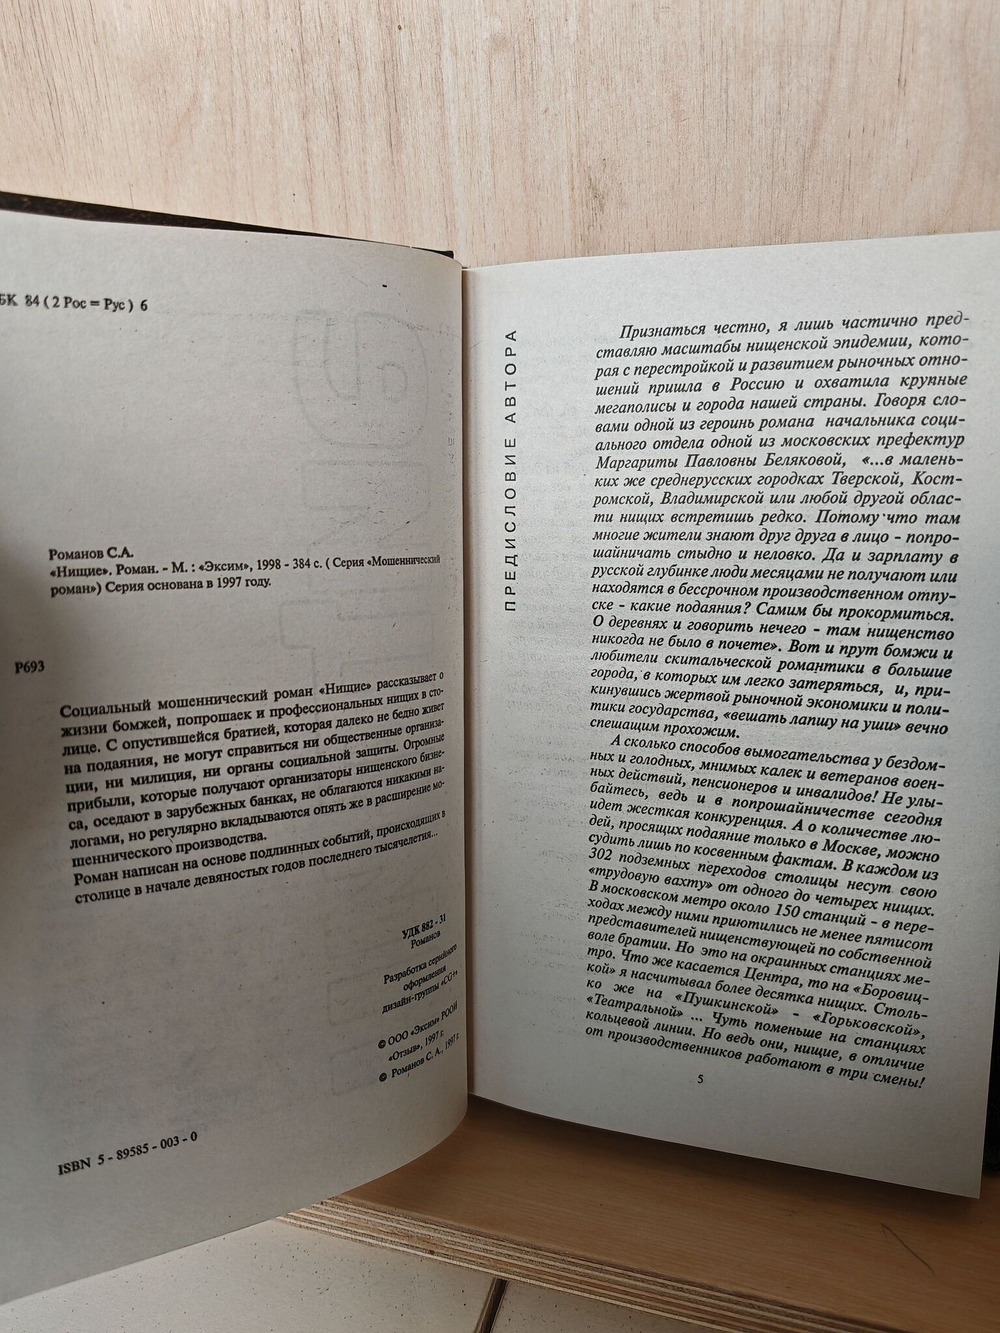 БК 84 ( 2 Рос = Рус ) 6
Романов С.А.
«Нищие». Роман. - М. : «Эксим», 1998 - 384 с. ( Серия «Мошеннический
роман») Серия основана в 1997 году.
Р693
Социальный мошеннический роман «Нищие» рассказывает о
жизни бомжей, попрошаек и профессиональных нищих в сто-
лице. С опустившейся братией, которая далеко не бедно живет
на подаяния, не могут справиться ни общественные организа-
ции, ни милиция, ни органы социальной защиты. Огромные
прибыли, которые получают организаторы нищенского бизне-
са, оседают в зарубежных банках, не облагаются никакими на-
логами, но регулярно вкладываются опять же в расширение мо-
шеннического производства.
Роман написан на основе подлинных событий, происходящих в
столице в начале девяностых годов последнего тысячелетия...
УДК 882 - 31
Романов
Разработка серийного
оформления
дизайн-группы «CG»
© ООО «Эксим» РООИ
«Отзыв», 1997 г.
© Романов С. А., 1997 г.
ISBN 5 - 89585 - 003 - 0
ПРЕДИСЛОВИЕ АВТОРА
Признаться честно, я лишь частично пред-
ставляю масштабы нищенской эпидемии, кото-
рая с перестройкой и развитием рыночных отно-
шений пришла в Россию и охватила крупные
мегаполисы и города нашей страны. Говоря сло-
вами одной из героинь романа начальника соци-
ального отдела одной из московских префектур
Маргариты Павловны Беляковой, «...в малень-
ких же среднерусских городках Тверской, Кост-
ромской, Владимирской или любой другой облас-
ти нищих встретишь редко. Потому что там
многие жители знают друг друга в лицо - попро-
шайничать стыдно и неловко. Да и зарплату в
русской глубинке люди месяцами не получают или
находятся в бессрочном производственном отпу-
ске - какие подаяния? Самим бы прокормиться.
О деревнях и говорить нечего - там нищенство
никогда не было в почете». Вот и прут бомжи и
любители скитальческой романтики в большие
города, в которых им легко затеряться, и, при-
кинувшись жертвой рыночной экономики и поли-
тики государства, «вешать лапшу на уши» вечно
спешащим прохожим.
А сколько способов вымогательства у бездом-
ных и голодных, мнимых калек и ветеранов воен-
ных действий, пенсионеров и инвалидов! Не улы-
байтесь, ведь и в попрошайничестве сегодня
идет жесткая конкуренция. А о количестве лю-
дей, просящих подаяние только в Москве, можно
судить лишь по косвенным фактам. В каждом из
302 подземных переходов столицы несут свою
«трудовую вахту» от одного до четырех нищих.
В московском метро около 150 станций - в пере-
ходах между ними приютились не менее пятисот
представителей нищенствующей по собственной
воле братии. Но это на окраинных станциях ме-
тро. Что же касается Центра, то на «Боровиц-
кой» я насчитывал более десятка нищих. Столь-
ко же на «Пушкинской» - «Горьковской»,
«Театральной» ... Чуть поменьше на станциях
кольцевой линии. Но ведь они, нищие, в отличие
от производственников работают в три смены!
5